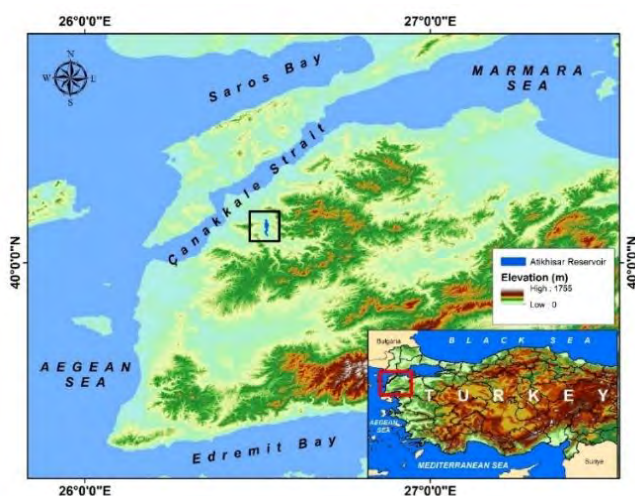 26°0'0"E 27°0'0"E
N
W E
S
Saros Bay
MARMARA
SEA
Çanakkale Strait
40°0'0"N 40°0'0"N
Atikhisar Reservoir
Elevation (m)
High : 1755
Low : 0
AEGEAN
SEA
Edremit Bay
Bulgaria
BLACK SEA
TURKEY
AEGEAN
SEA
MEDITERRANEAN SEA
26°0'0"E 27°0'0"E